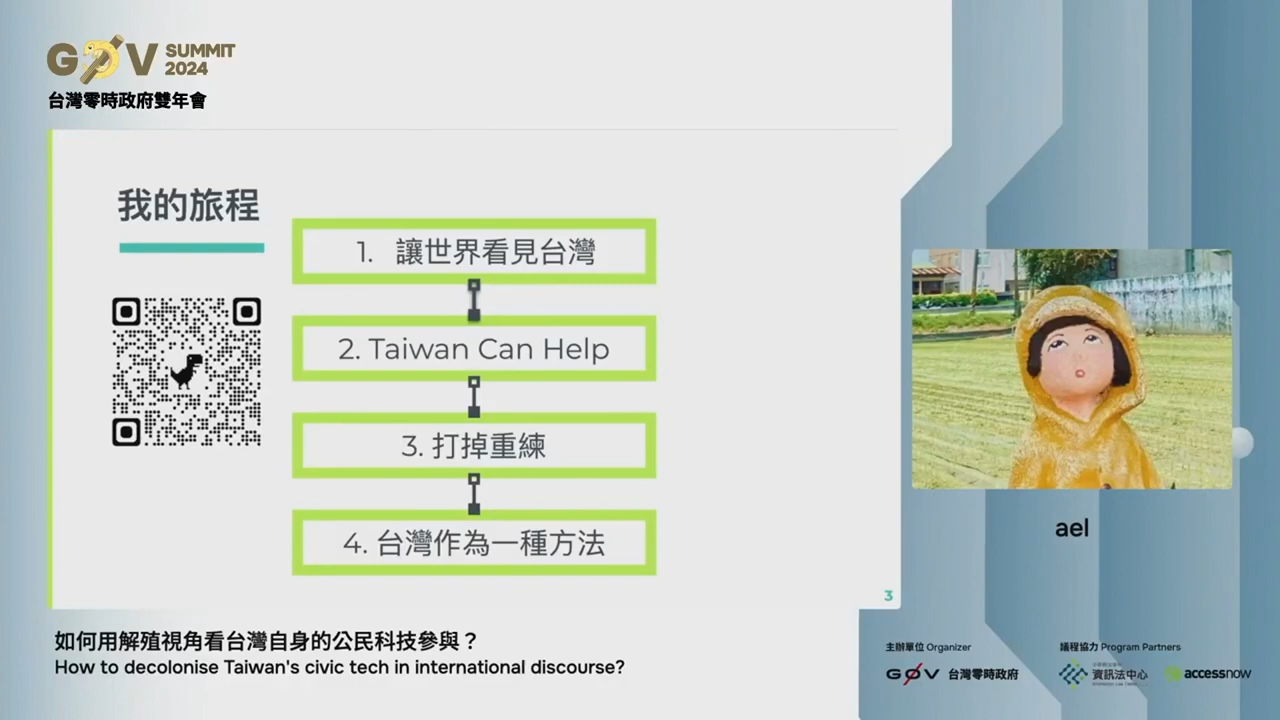 G0V SUMMIT 2024
台灣零時政府雙年會
我的旅程
1. 讓世界看見台灣
2. Taiwan Can Help
3. 打掉重練
4. 台灣作為一種方法
3
ael
如何用解殖視角看台灣自身的公民科技參與？
How to decolonise Taiwan's civic tech in international discourse?
主辦單位 Organizer
G0V 台灣零時政府
議程協力 Program Partners
資訊法中心
accessnow